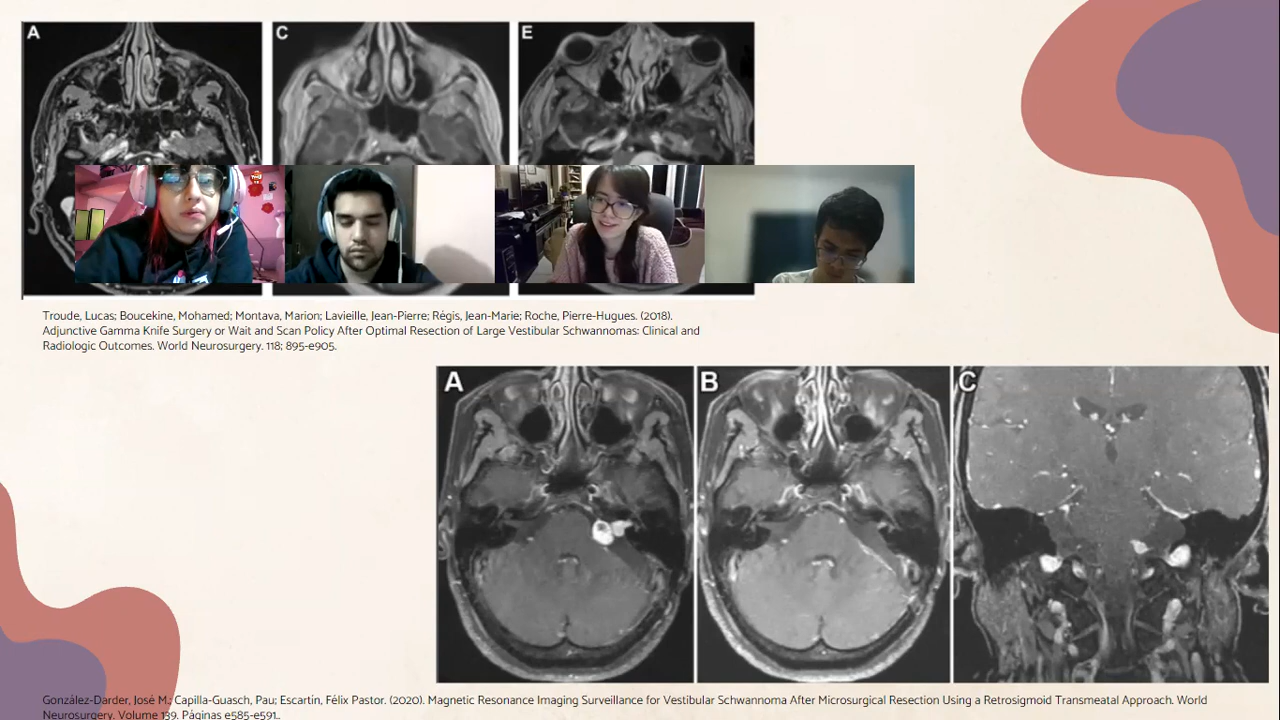 A
C
E
Troude, Lucas; Boucekine, Mohamed; Montava, Marion; Lavieille, Jean-Pierre; Régis, Jean-Marie; Roche, Pierre-Hugues. (2018).
Adjunctive Gamma Knife Surgery or Wait and Scan Policy After Optimal Resection of Large Vestibular Schwannomas: Clinical and
Radiologic Outcomes. World Neurosurgery. 118; 895-e905.
A
B
C
González-Darder, José M.; Capilla-Guasch, Pau; Escartín, Félix Pastor. (2020). Magnetic Resonance Imaging Surveillance for Vestibular Schwannoma After Microsurgical Resection Using a Retrosigmoid Transmeatal Approach. World
Neurosurgery. Volume 139. Páginas e585-e591..